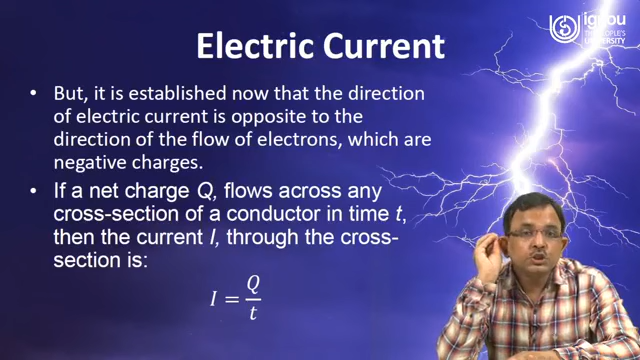 ignou
THE PEOPLE'S
UNIVERSITY
Electric Current
• But, it is established now that the direction
of electric current is opposite to the
direction of the flow of electrons, which are
negative charges.
• If a net charge Q, flows across any
cross-section of a conductor in time t,
then the current I, through the cross-
section is:
I = Q/t